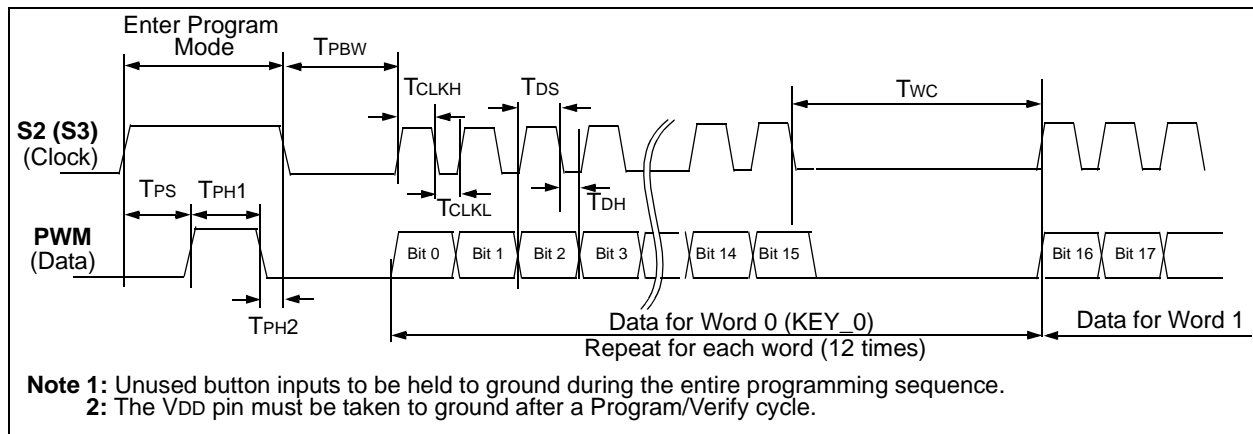 Enter Program
Mode
TPBW
TCLKH
TDS
TWC
S2 (S3)
(Clock)
TPS
TPH1
TCLKL
TDH
PWM
(Data)
Bit 0
Bit 1
Bit 2
Bit 3
Bit 14
Bit 15
Bit 16
Bit 17
TPH2
Data for Word 0 (KEY_0)
Repeat for each word (12 times)
Data for Word 1
Note 1: Unused button inputs to be held to ground during the entire programming sequence.
2: The VDD pin must be taken to ground after a Program/Verify cycle.